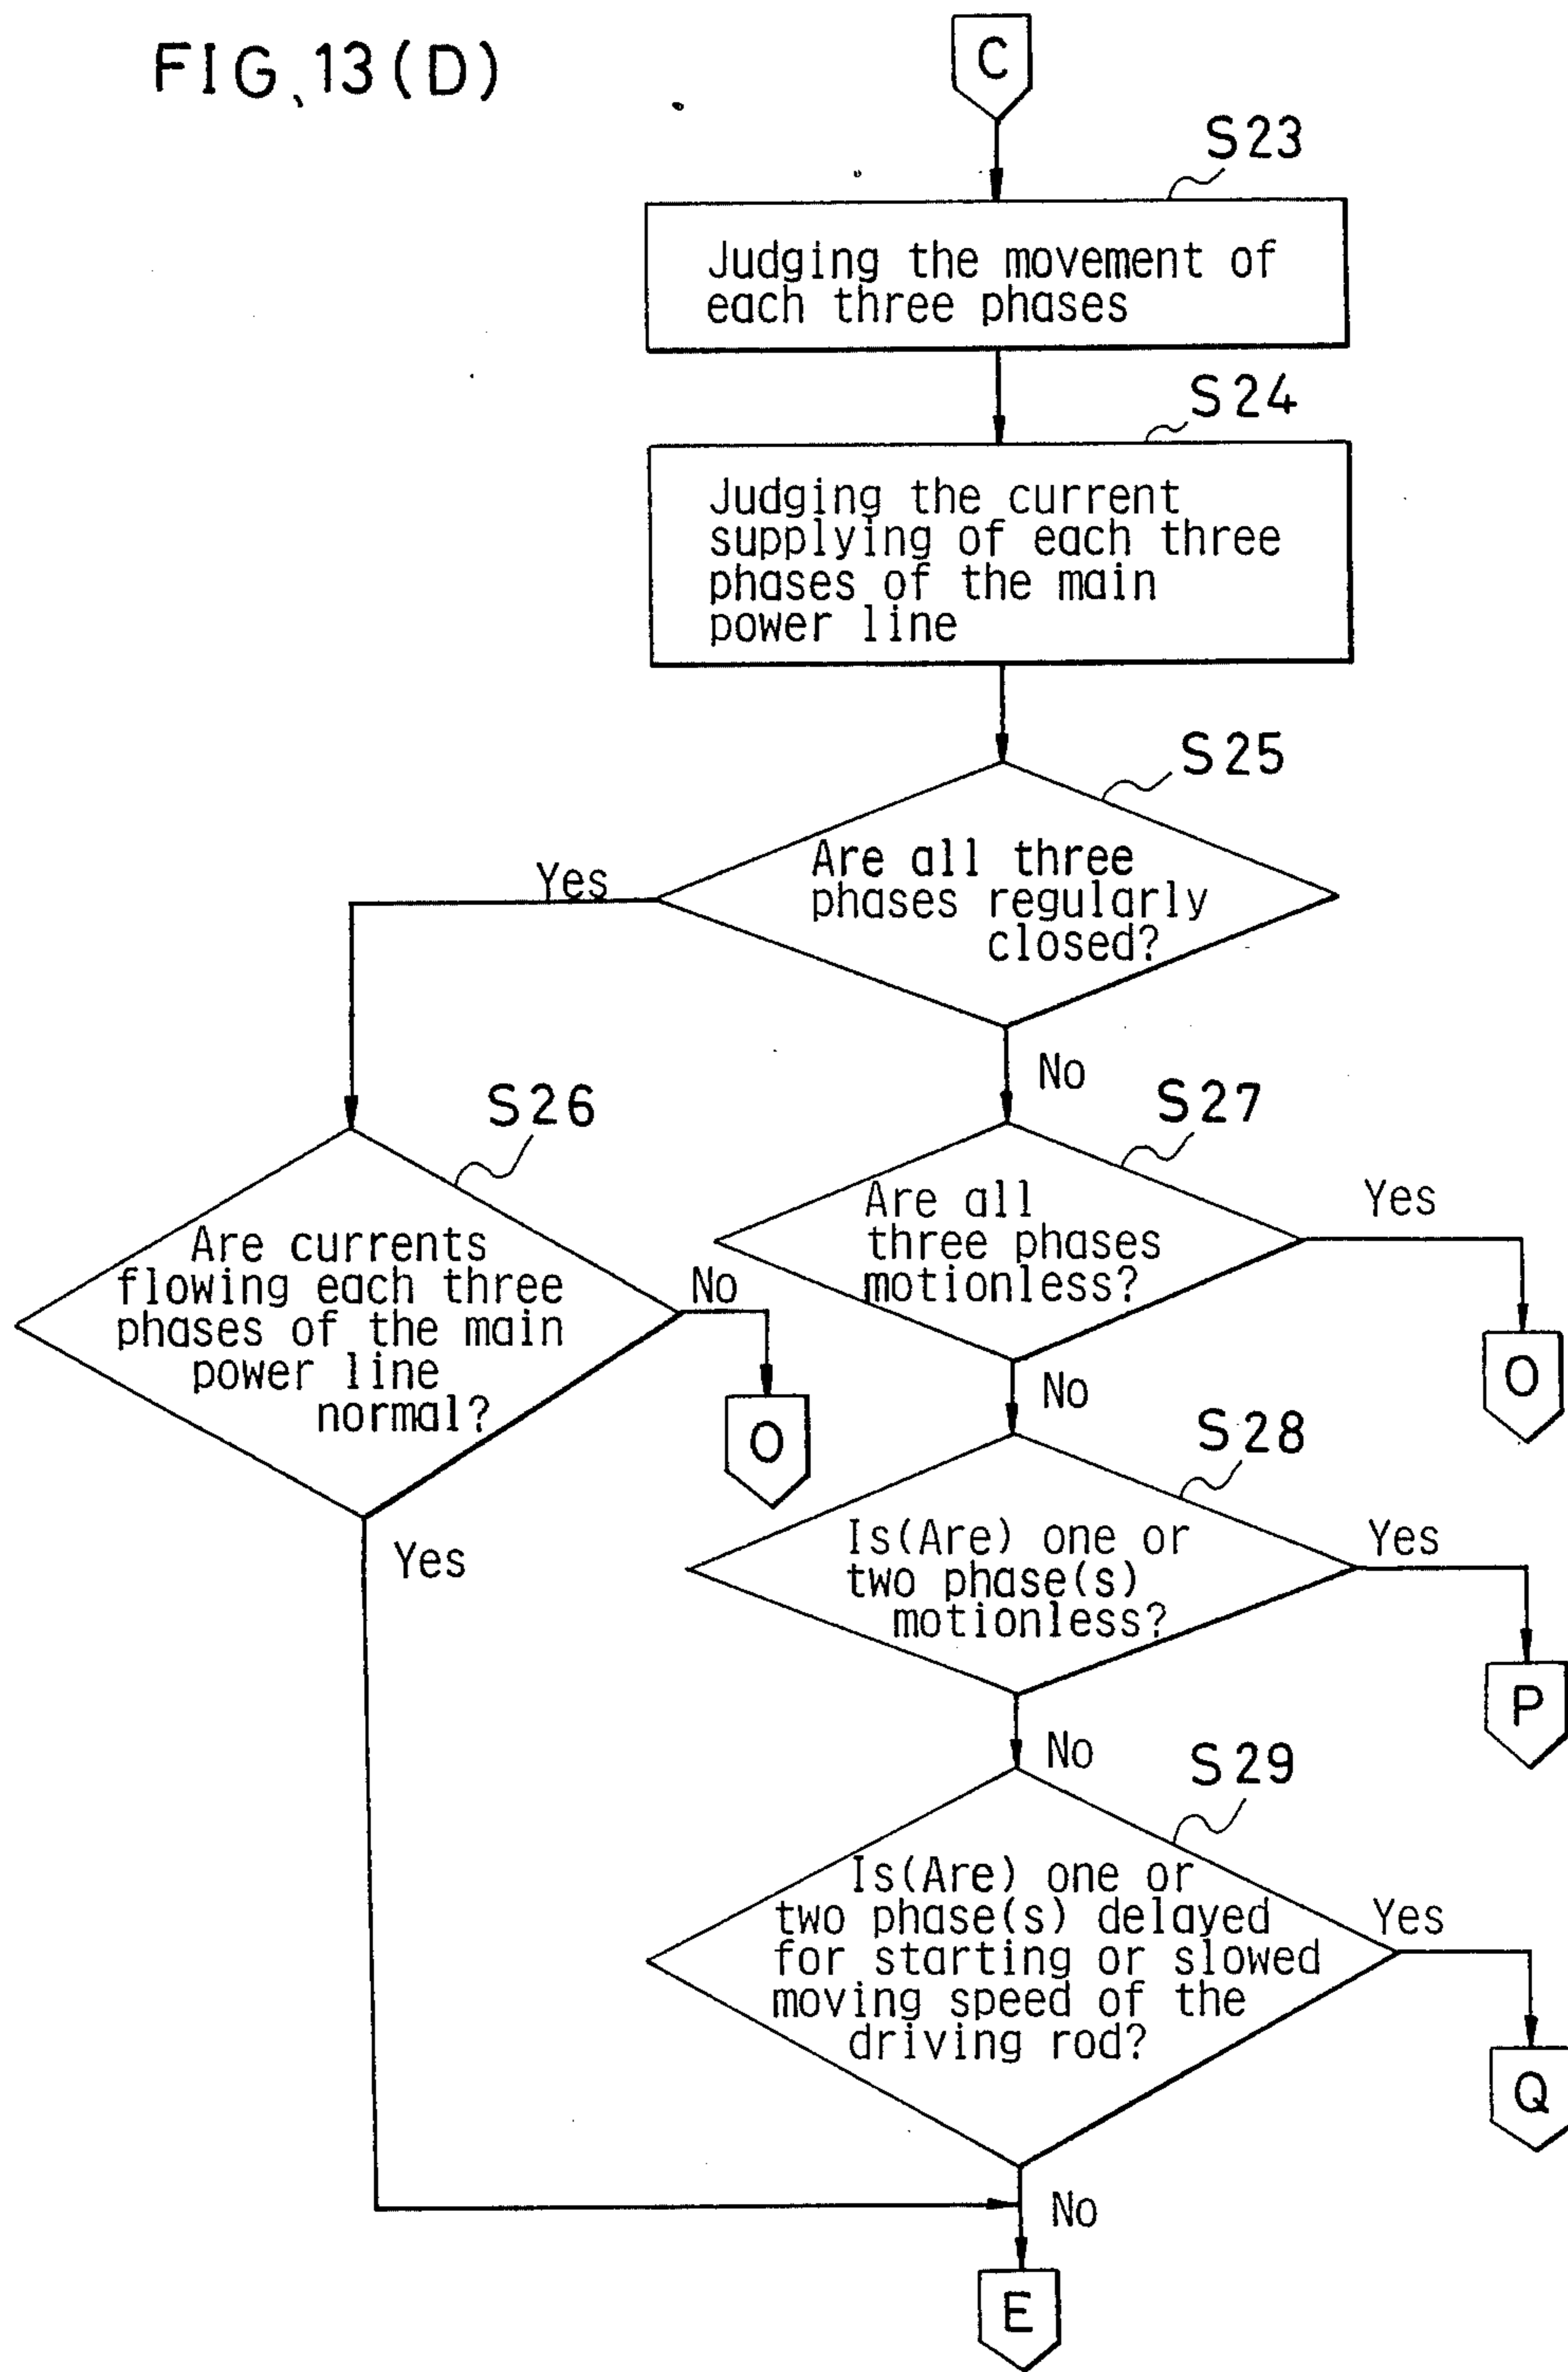 FIG.13(D)
C
S23
Judging the movement of
each three phases
S24
Judging the current
supplying of each three
phases of the main
power line
S25
Are all three
phases regularly
closed?
Yes
No
S26
Are currents
flowing each three
phases of the main
power line
normal?
No
O
Yes
S27
Are all
three phases
motionless?
Yes
O
No
S28
Is(Are) one or
two phase(s)
motionless?
Yes
P
No
S29
Is(Are) one or
two phase(s) delayed
for starting or slowed
moving speed of the
driving rod?
Yes
Q
No
E